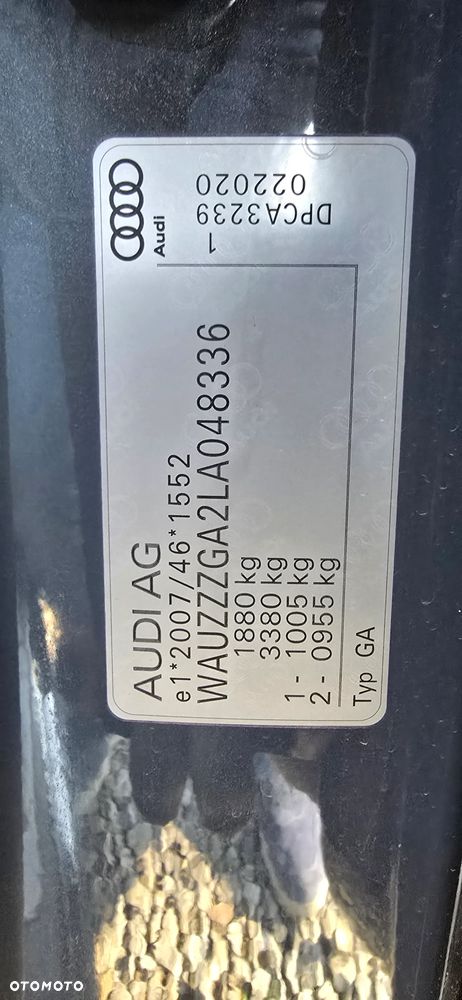 Audi
AUDI AG
e1*2007/46*1552
WAUZZZGA2LA048336
1880 kg
3380 kg
1- 1005 kg
2- 0955 kg
Typ GA
1
DPCA3239
022020
OTOMOTO